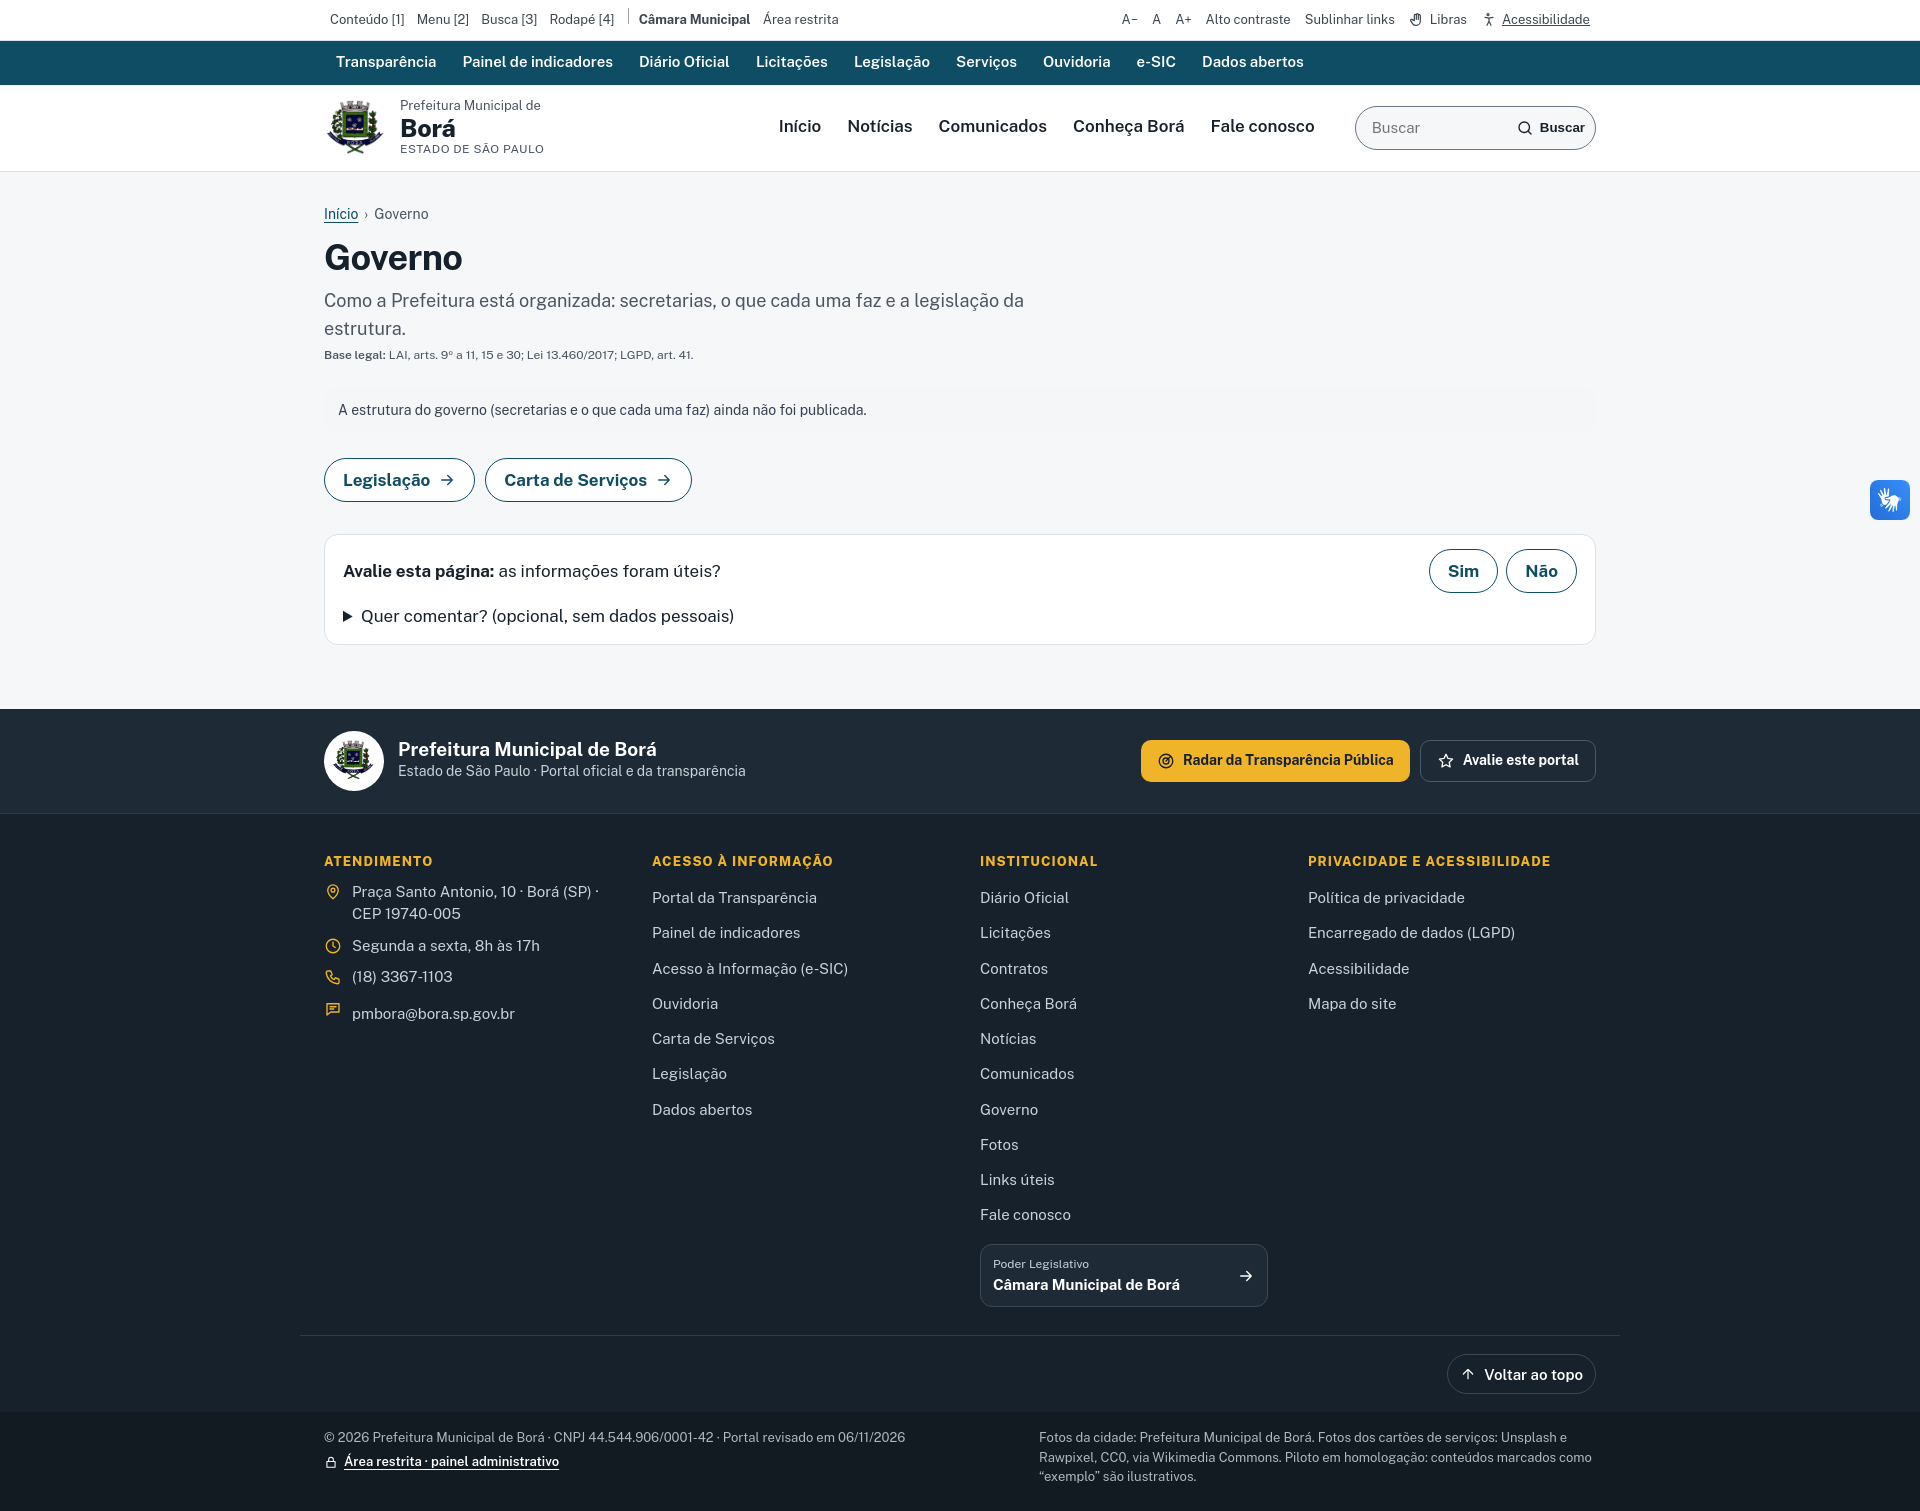 Conteúdo [1] Menu [2] Busca [3] Rodapé [4] Câmara Municipal Área restrita A− A A+ Alto contraste Sublinhar links Libras Acessibilidade
Transparência Painel de indicadores Diário Oficial Licitações Legislação Serviços Ouvidoria e-SIC Dados abertos
Prefeitura Municipal de
Borá
ESTADO DE SÃO PAULO
Início Notícias Comunicados Conheça Borá Fale conosco Buscar Buscar
Início › Governo
Governo
Como a Prefeitura está organizada: secretarias, o que cada uma faz e a legislação da
estrutura.
Base legal: LAI, arts. 9º a 11, 15 e 30; Lei 13.460/2017; LGPD, art. 41.
A estrutura do governo (secretarias e o que cada uma faz) ainda não foi publicada.
Legislação → Carta de Serviços →
Avalie esta página: as informações foram úteis? Sim Não
▶ Quer comentar? (opcional, sem dados pessoais)
Prefeitura Municipal de Borá
Estado de São Paulo · Portal oficial e da transparência
Radar da Transparência Pública Avalie este portal
ATENDIMENTO
Praça Santo Antonio, 10 · Borá (SP) ·
CEP 19740-005
Segunda a sexta, 8h às 17h
(18) 3367-1103
pmbora@bora.sp.gov.br
ACESSO À INFORMAÇÃO
Portal da Transparência
Painel de indicadores
Acesso à Informação (e-SIC)
Ouvidoria
Carta de Serviços
Legislação
Dados abertos
INSTITUCIONAL
Diário Oficial
Licitações
Contratos
Conheça Borá
Notícias
Comunicados
Governo
Fotos
Links úteis
Fale conosco
Poder Legislativo
Câmara Municipal de Borá →
PRIVACIDADE E ACESSIBILIDADE
Política de privacidade
Encarregado de dados (LGPD)
Acessibilidade
Mapa do site
↑ Voltar ao topo
© 2026 Prefeitura Municipal de Borá · CNPJ 44.544.906/0001-42 · Portal revisado em 06/11/2026
Área restrita · painel administrativo
Fotos da cidade: Prefeitura Municipal de Borá. Fotos dos cartões de serviços: Unsplash e
Rawpixel, CC0, via Wikimedia Commons. Piloto em homologação: conteúdos marcados como
“exemplo” são ilustrativos.